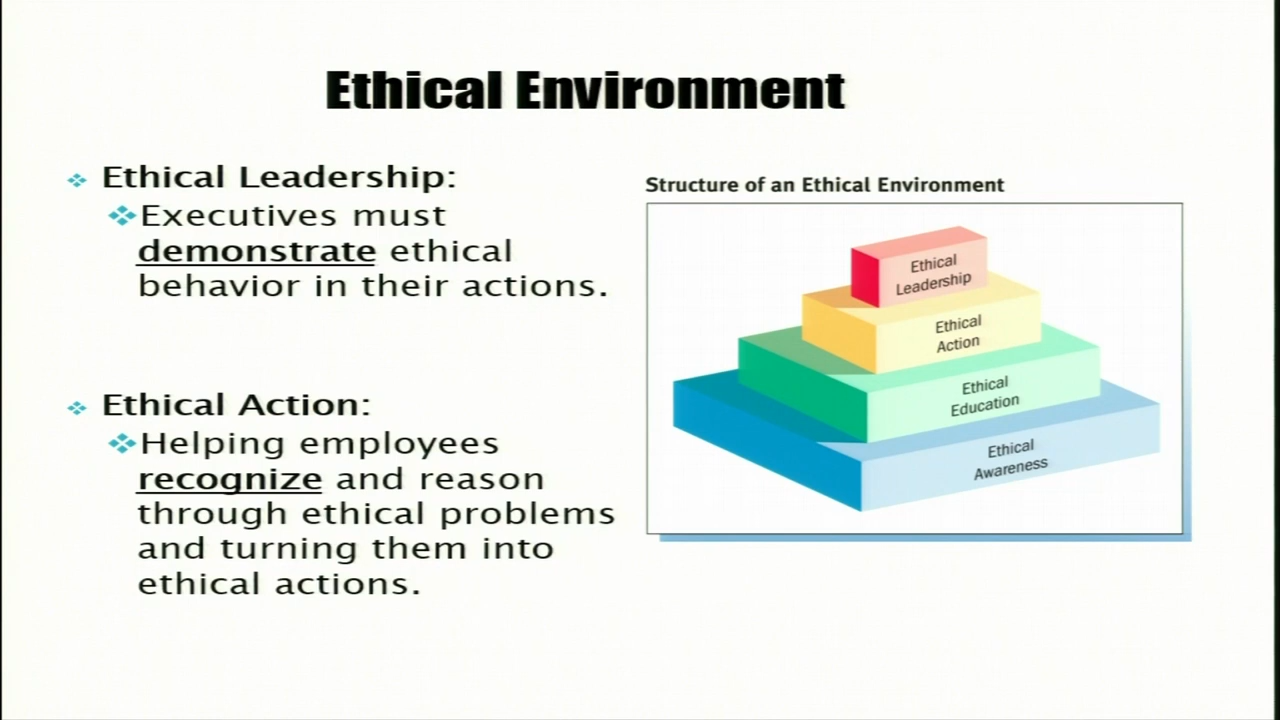 Ethical Environment
Ethical Leadership:
Executives must
demonstrate ethical
behavior in their actions.
Ethical Action:
Helping employees
recognize and reason
through ethical problems
and turning them into
ethical actions.
Structure of an Ethical Environment
Ethical
Leadership
Ethical
Action
Ethical
Education
Ethical
Awareness